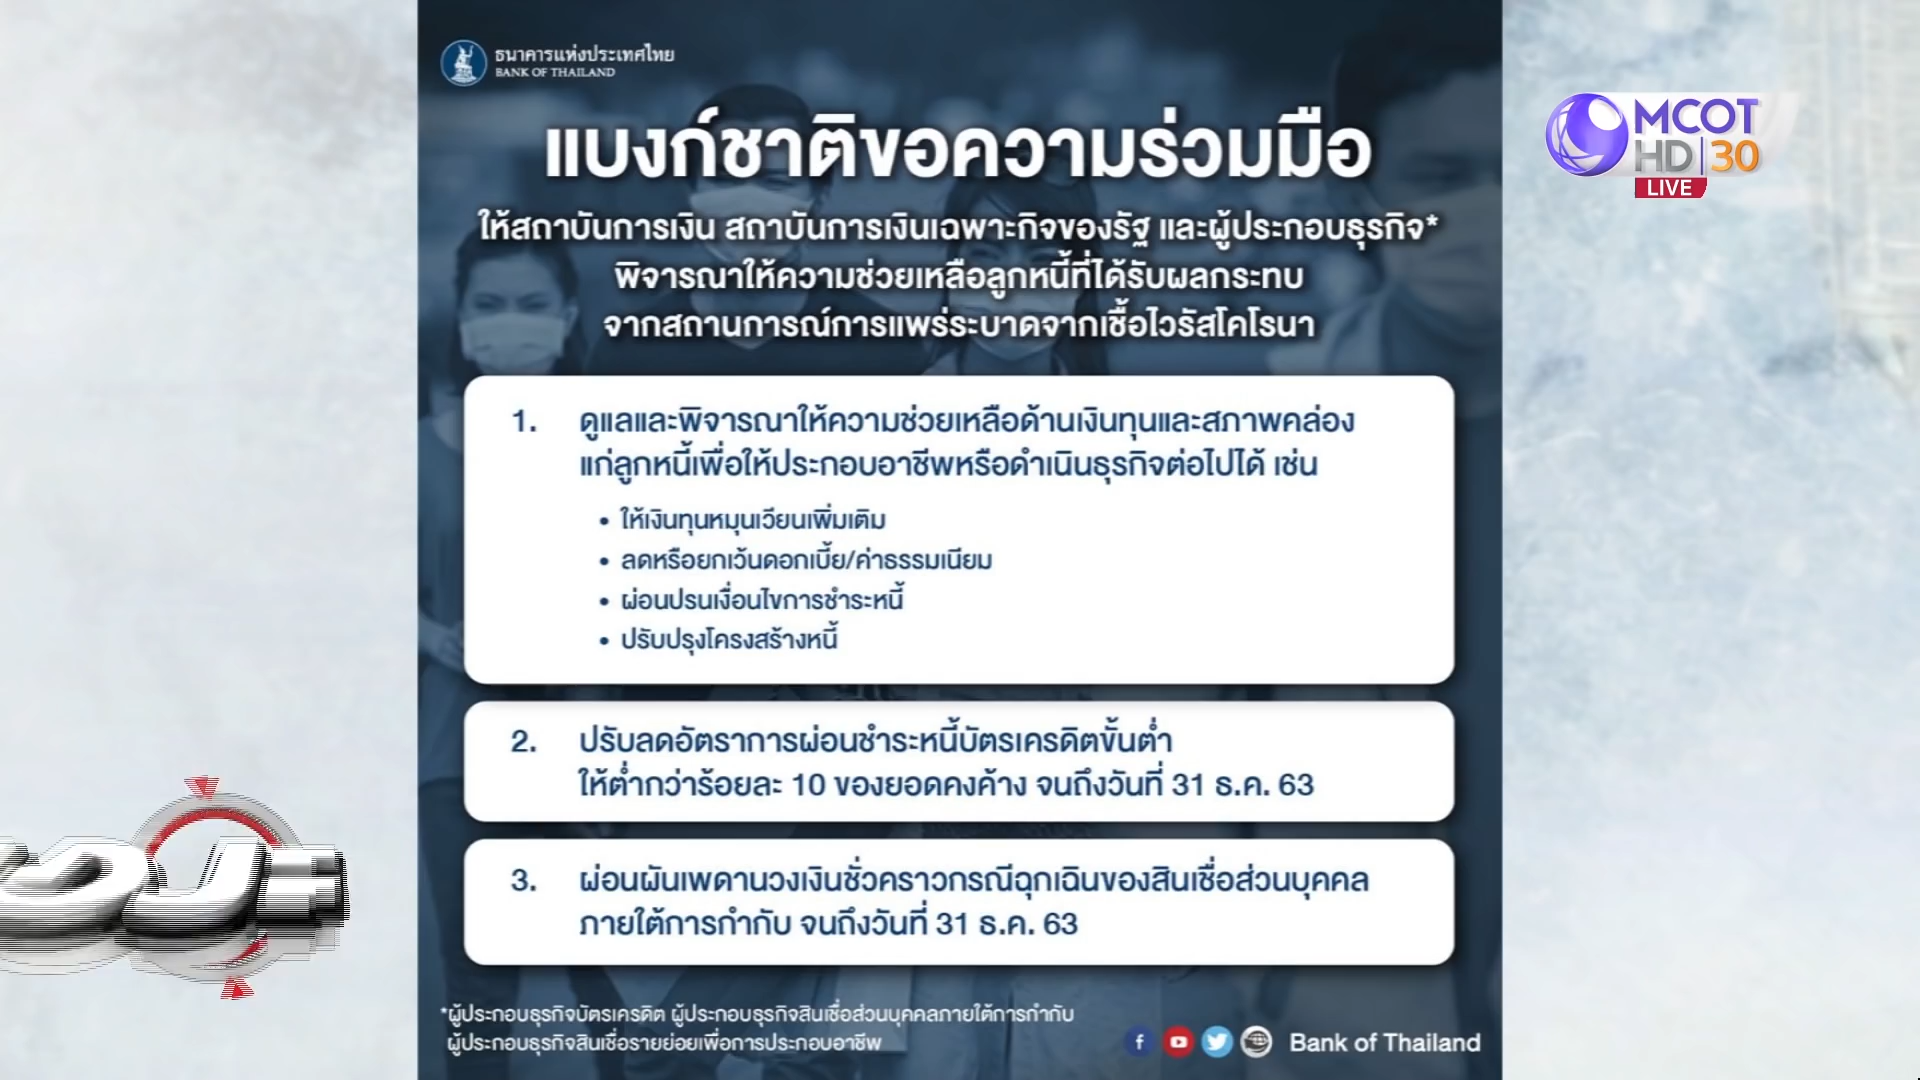 ธนาคารแห่งประเทศไทย
BANK OF THAILAND
แบงก์ชาติขอความร่วมมือ
ให้สถาบันการเงิน สถาบันการเงินเฉพาะกิจของรัฐ และผู้ประกอบธุรกิจ*
พิจารณาให้ความช่วยเหลือลูกหนี้ที่ได้รับผลกระทบ
จากสถานการณ์การแพร่ระบาดจากเชื้อไวรัสโคโรนา
1. ดูแลและพิจารณาให้ความช่วยเหลือด้านเงินทุนและสภาพคล่อง
แก่ลูกหนี้เพื่อให้ประกอบอาชีพหรือดำเนินธุรกิจต่อไปได้ เช่น
• ให้เงินทุนหมุนเวียนเพิ่มเติม
• ลดหรือยกเว้นดอกเบี้ย/ค่าธรรมเนียม
• ผ่อนปรนเงื่อนไขการชำระหนี้
• ปรับปรุงโครงสร้างหนี้
2. ปรับลดอัตราการผ่อนชำระหนี้บัตรเครดิตขั้นต่ำ
ให้ต่ำกว่าร้อยละ 10 ของยอดคงค้าง จนถึงวันที่ 31 ธ.ค. 63
3. ผ่อนผันเพดานวงเงินชั่วคราวกรณีฉุกเฉินของสินเชื่อส่วนบุคคล
ภายใต้การกำกับ จนถึงวันที่ 31 ธ.ค. 63
*ผู้ประกอบธุรกิจบัตรเครดิต ผู้ประกอบธุรกิจสินเชื่อส่วนบุคคลภายใต้การกำกับ
ผู้ประกอบธุรกิจสินเชื่อรายย่อยเพื่อการประกอบอาชีพ
Bank of Thailand
MCOT
HD 30
LIVE